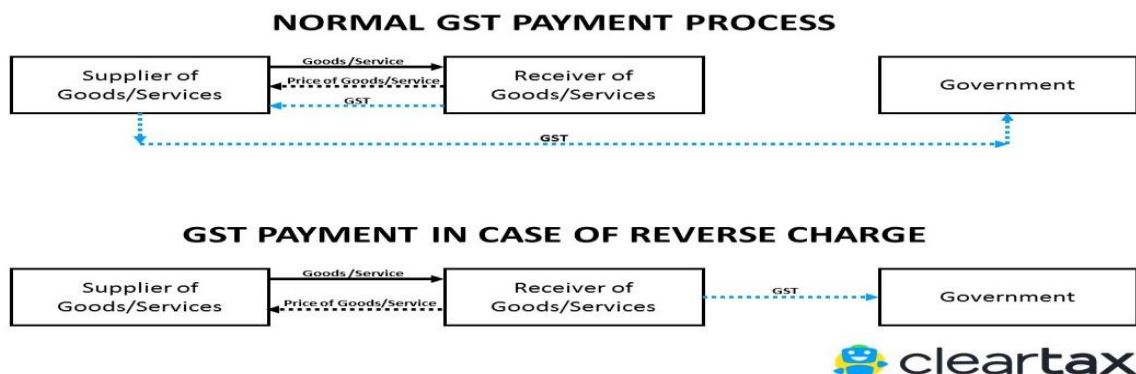 NORMAL GST PAYMENT PROCESS
Supplier of
Goods/Services
Goods/Service
Price of Goods/Service
GST
Receiver of
Goods/Services
Government
GST
GST PAYMENT IN CASE OF REVERSE CHARGE
Supplier of
Goods/Services
Goods/Service
Price of Goods/Service
Receiver of
Goods/Services
GST
Government
cleartax